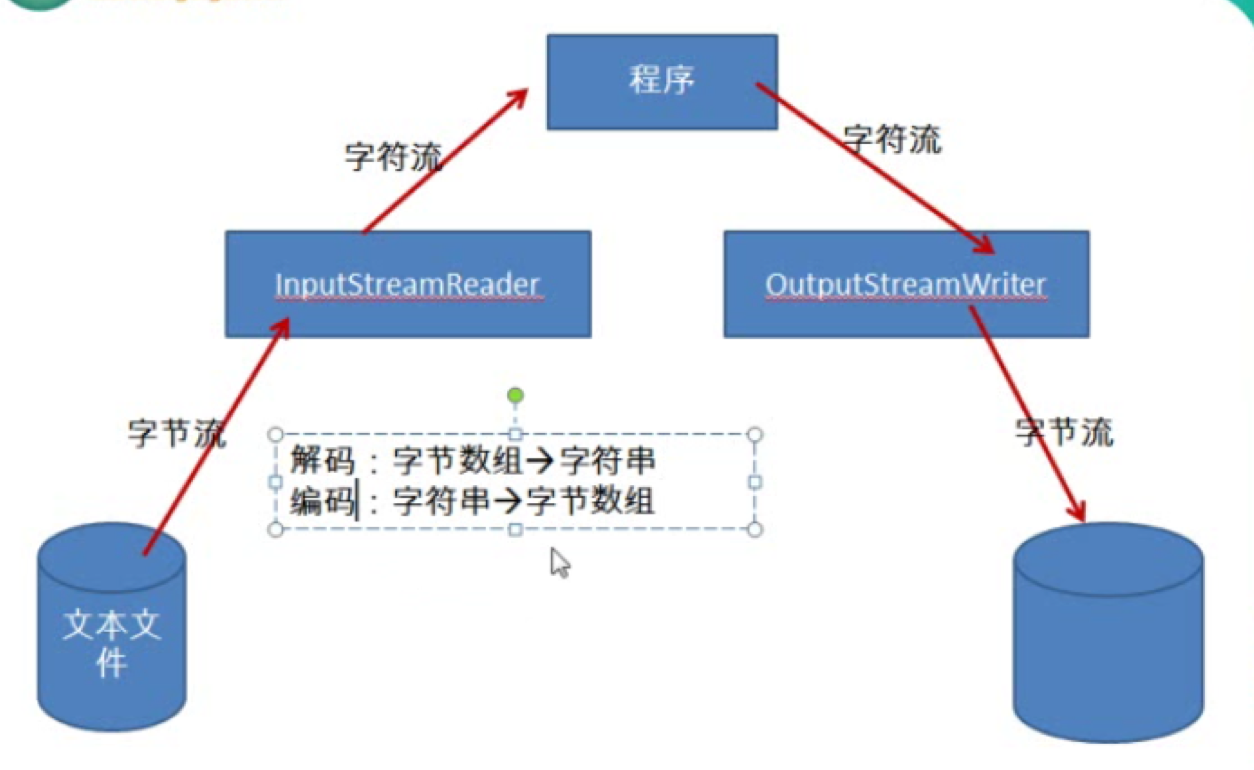 程序
字符流
字符流
InputStreamReader
OutputStreamWriter
字节流
字节流
解码：字节数组→字符串
编码：字符串→字节数组
文本文
件